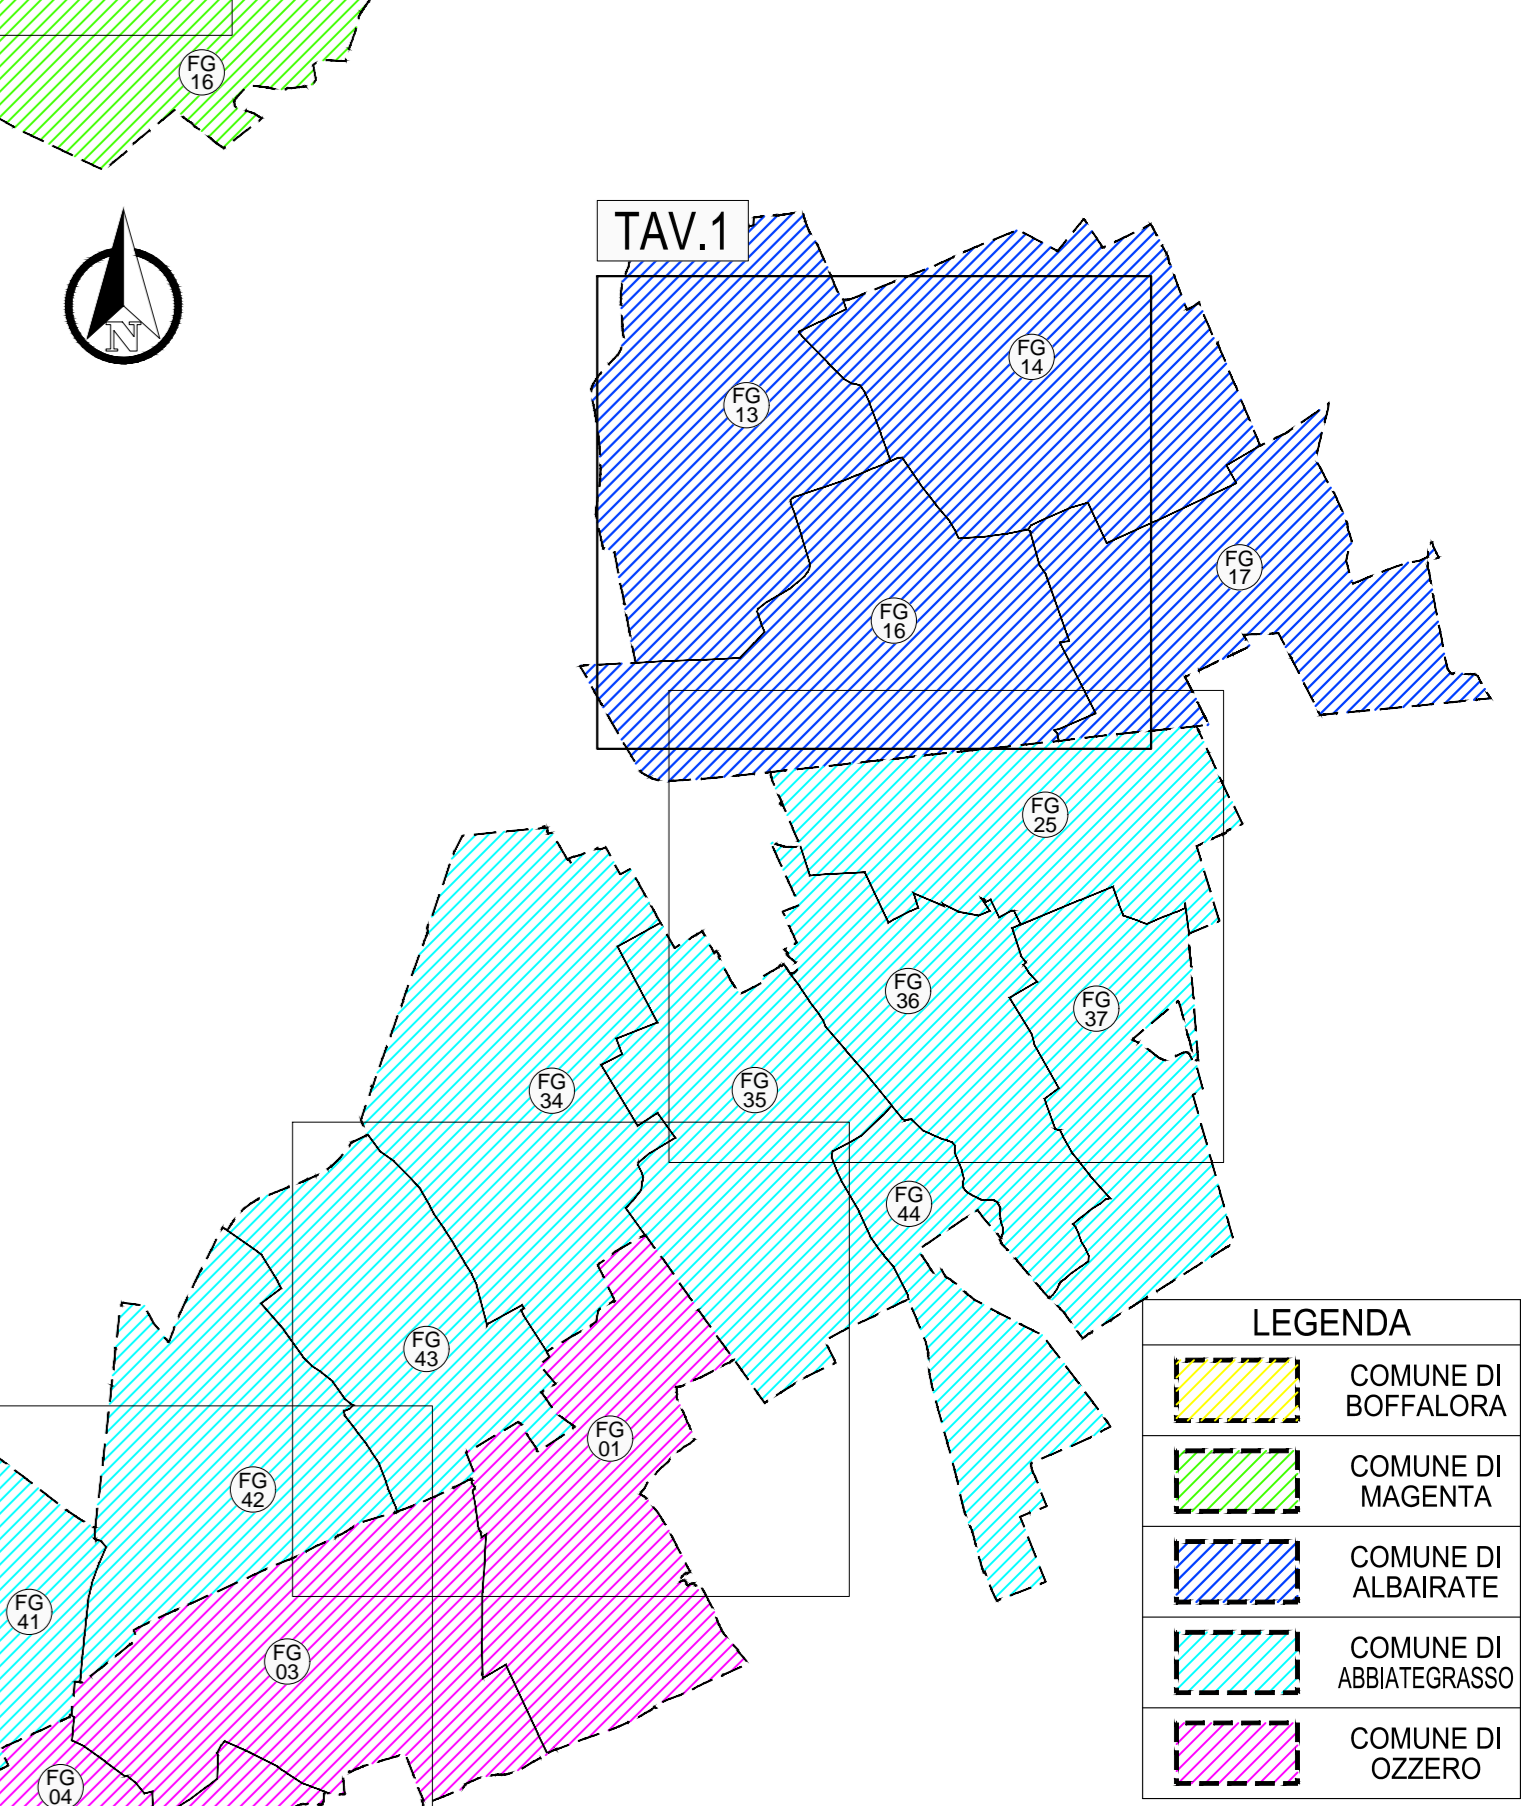 FG
16
TAV.1
N
FG
14
FG
13
FG
17
FG
16
FG
25
FG
36
FG
37
FG
34
FG
35
FG
44
FG
43
FG
01
FG
42
FG
41
FG
03
FG
04
LEGENDA
COMUNE DI
BOFFALORA
COMUNE DI
MAGENTA
COMUNE DI
ALBAIRATE
COMUNE DI
ABBIATEGRASSO
COMUNE DI
OZZERO